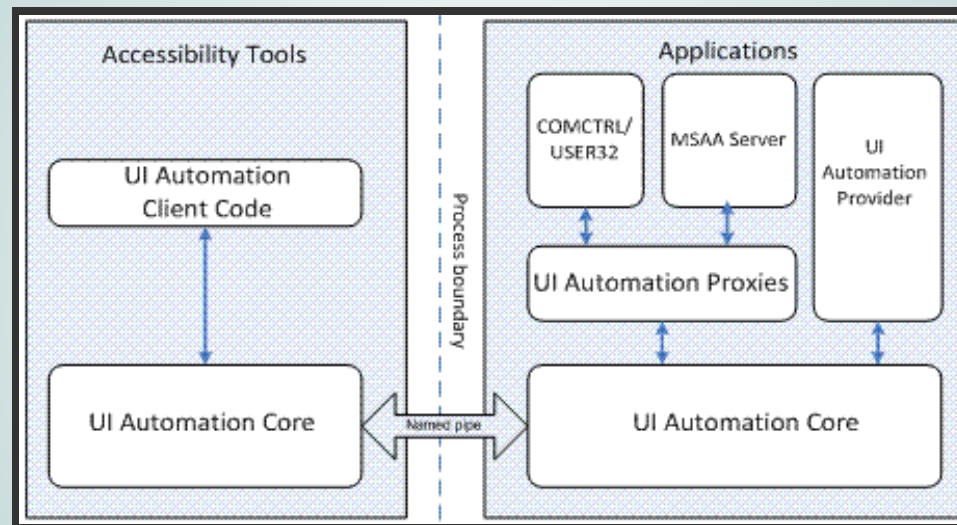 Accessibility Tools
UI Automation
Client Code
UI Automation Core
Process boundary
Named pipe
Applications
COMCTRL/
USER32
MSAA Server
UI
Automation
Provider
UI Automation Proxies
UI Automation Core